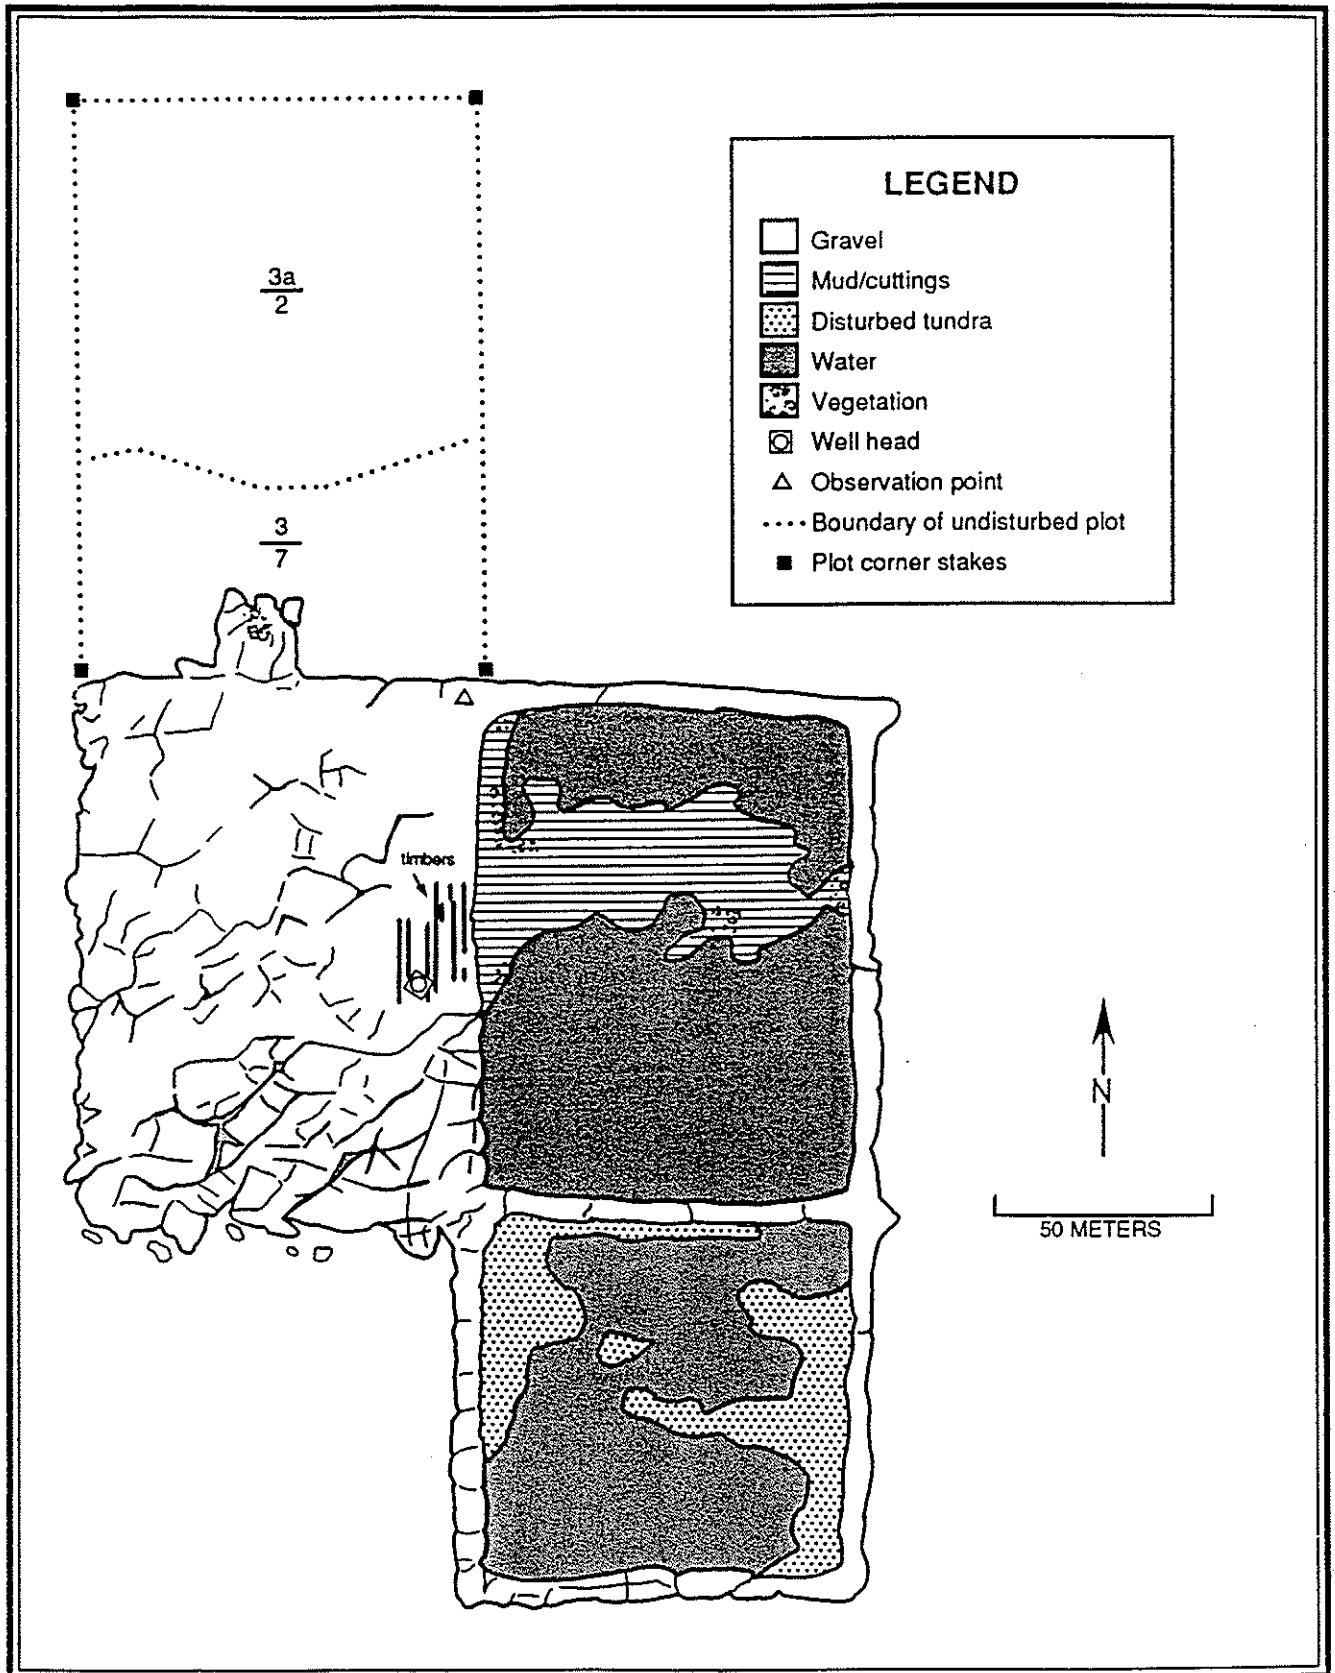 LEGEND
Gravel
Mud/cuttings
Disturbed tundra
Water
Vegetation
Well head
Observation point
Boundary of undisturbed plot
Plot corner stakes
3a
2
3
7
timbers
N
50 METERS